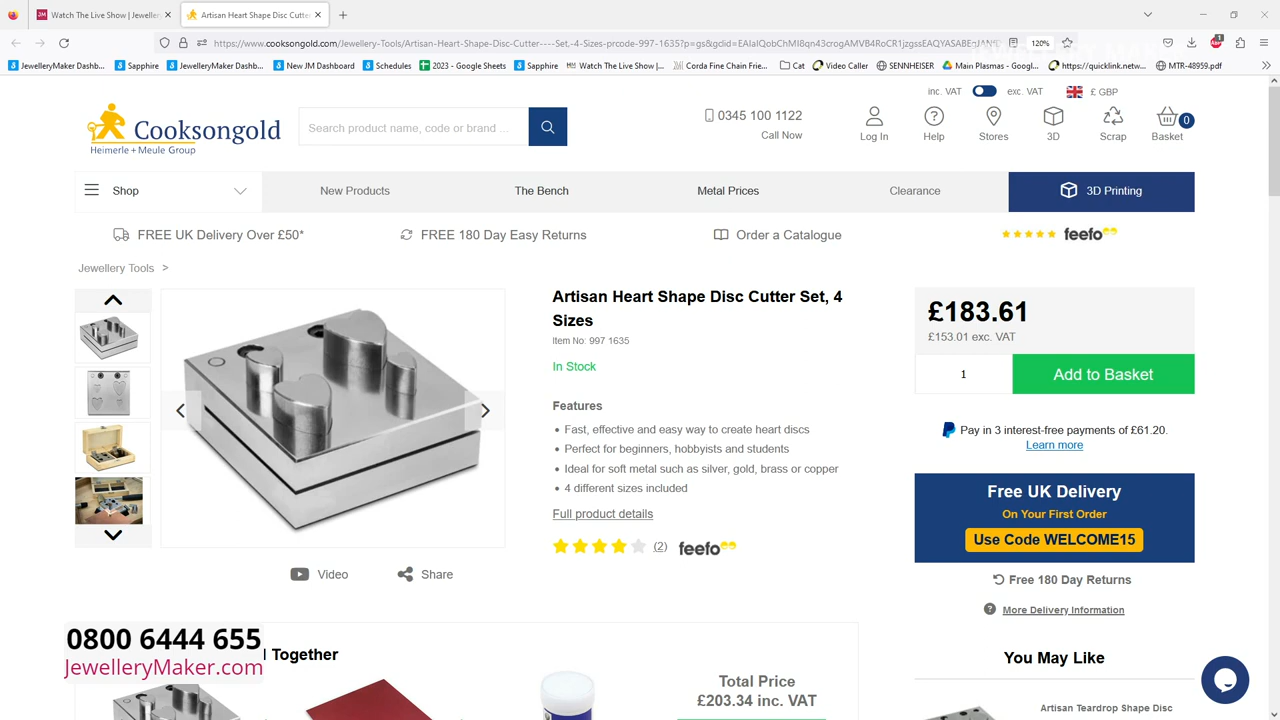 Watch The Live Show | Jeweller
Artisan Heart Shape Disc Cutter
https://www.cooksongold.com/Jewellery-Tools/Artisan-Heart-Shape-DiscCutter----Set-4-Sizes-prcode-997-1635?p=gs&gdid=
120%
JewelleryMaker Dashb...
Sapphire
JewelleryMaker Dashb...
New JM Dashboard
Schedules
2023 - Google Sheets
Sapphire
Watch The Live Show |...
Corda Fine Chain Frie...
Cat
Video Caller
SENNHEISER
Main Plasmas - Googl...
https://quicklink.netw...
MTR-48959.pdf
inc. VAT
exc. VAT
£ GBP
Cooksongold
Heimerle + Meule Group
Search product name, code or brand ...
0345 100 1122
Call Now
Log In
Help
Stores
3D
Scrap
Basket
0
Shop
New Products
The Bench
Metal Prices
Clearance
3D Printing
FREE UK Delivery Over £50*
FREE 180 Day Easy Returns
Order a Catalogue
feefo
Jewellery Tools >
Artisan Heart Shape Disc Cutter Set, 4
Sizes
Item No: 997 1635
In Stock
Features
Fast, effective and easy way to create heart discs
Perfect for beginners, hobbyists and students
Ideal for soft metal such as silver, gold, brass or copper
4 different sizes included
Full product details
(2)
feefo
Video
Share
£183.61
£153.01 exc. VAT
1
Add to Basket
Pay in 3 interest-free payments of £61.20.
Learn more
Free UK Delivery
On Your First Order
Use Code WELCOME15
Free 180 Day Returns
More Delivery Information
0800 6444 655
JewelleryMaker.com
Together
Total Price
£203.34 inc. VAT
You May Like
Artisan Teardrop Shape Disc